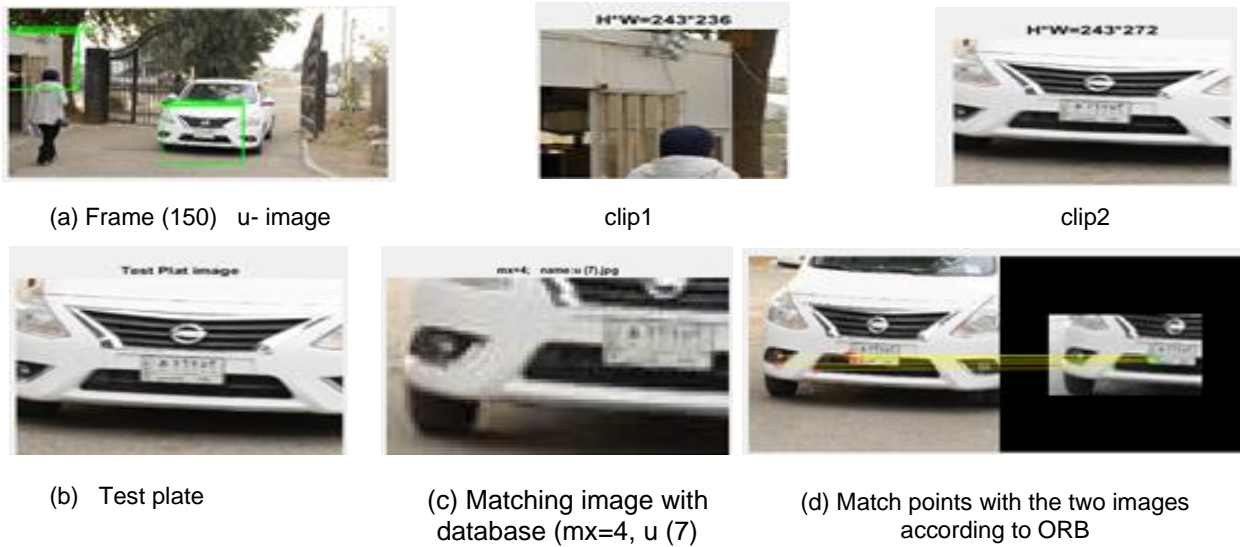 H*W=243*236
H*W=243*272
(a) Frame (150) u- image
clip1
clip2
Test Plat image
mx=4; name:u (7).jpg
(b) Test plate
(c) Matching image with
database (mx=4, u (7)
(d) Match points with the two images
according to ORB